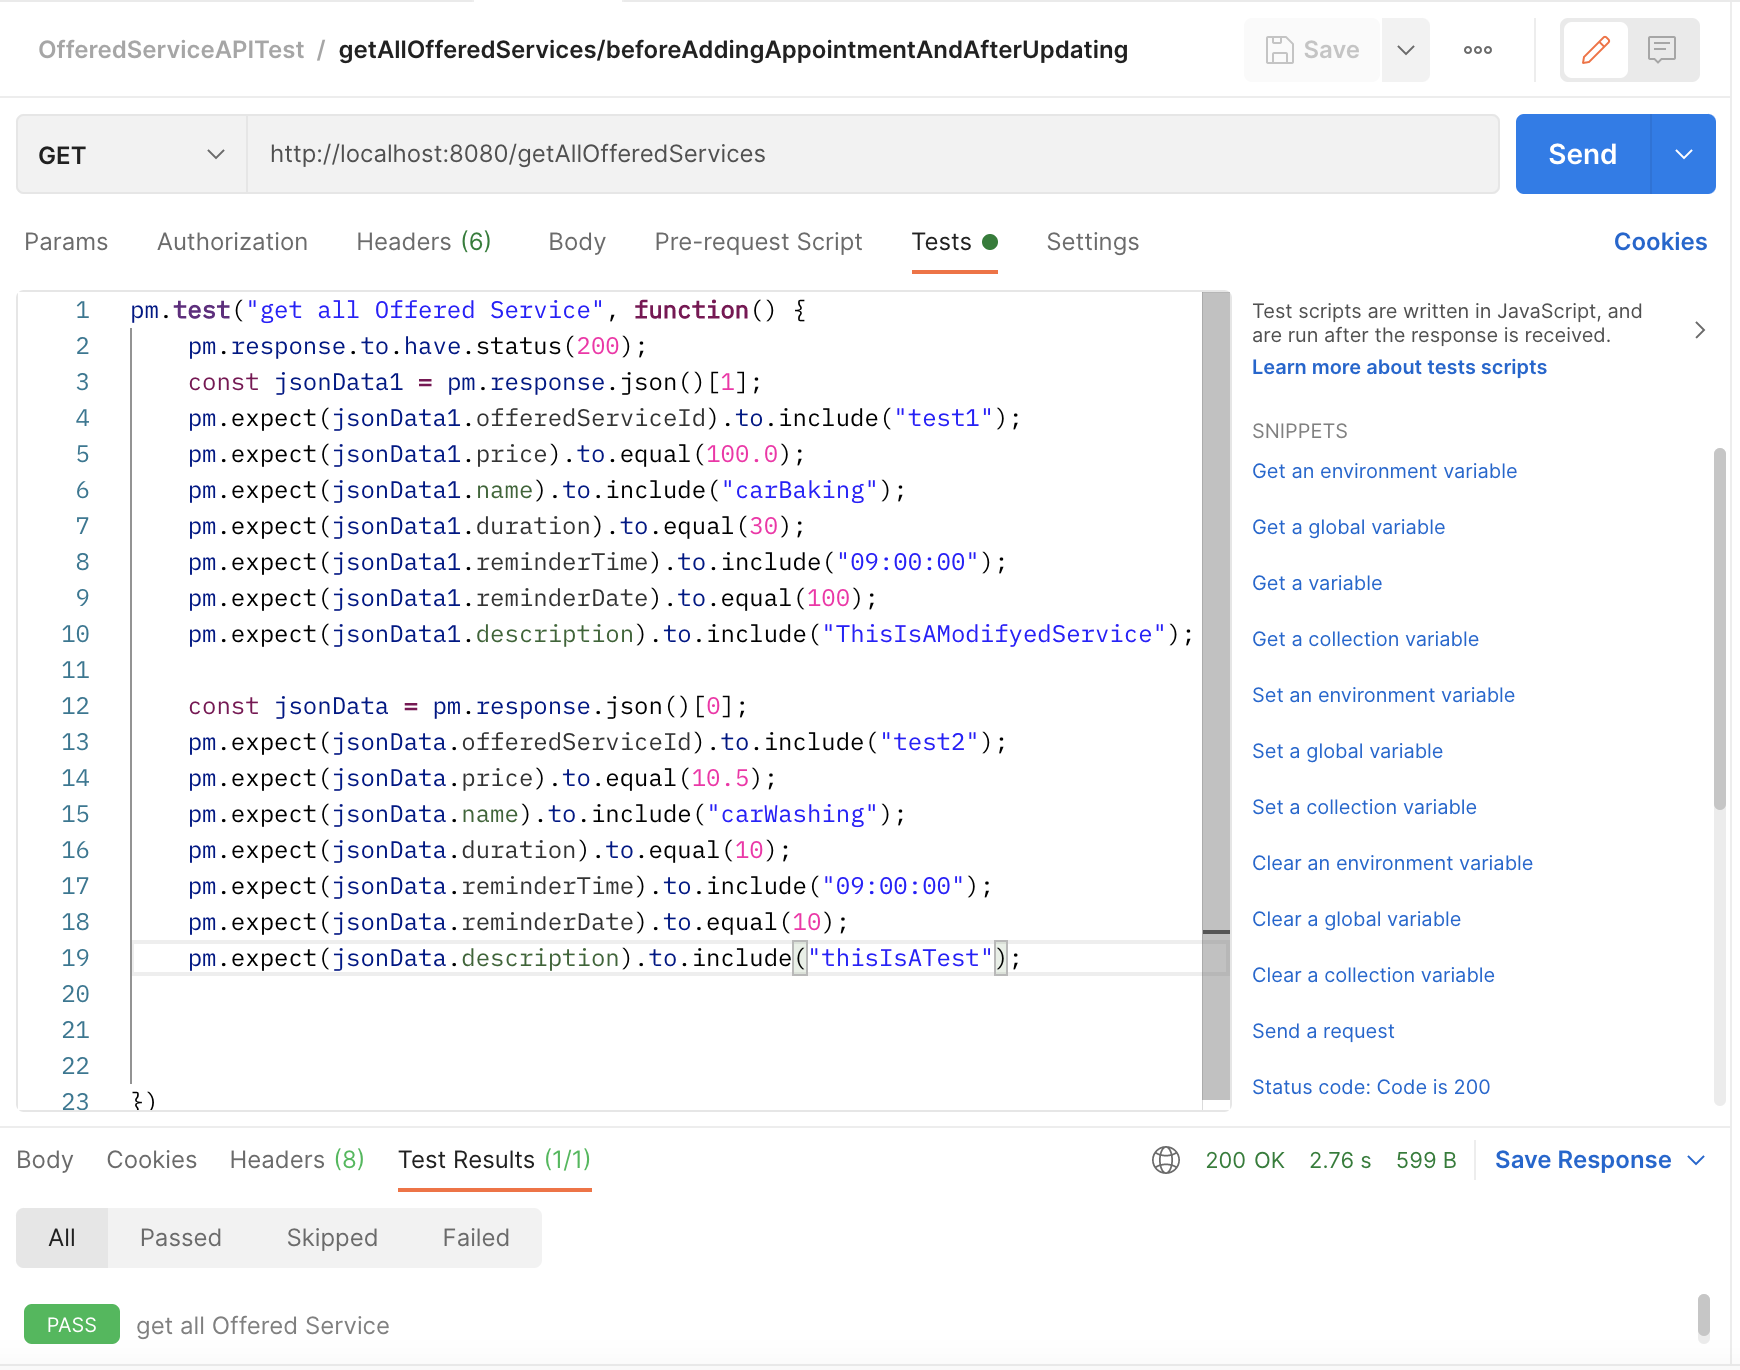 OfferedServiceAPITest / getAllOfferedServices/beforeAddingAppointmentAndAfterUpdating Save ooo
GET http://localhost:8080/getAllOfferedServices Send
Params Authorization Headers (6) Body Pre-request Script Tests Settings Cookies
1 pm.test("get all Offered Service", function() {
2 pm.response.to.have.status(200);
3 const jsonData1 = pm.response.json()[1];
4 pm.expect(jsonData1.offeredServiceId).to.include("test1");
5 pm.expect(jsonData1.price).to.equal(100.0);
6 pm.expect(jsonData1.name).to.include("carBaking");
7 pm.expect(jsonData1.duration).to.equal(30);
8 pm.expect(jsonData1.reminderTime).to.include("09:00:00");
9 pm.expect(jsonData1.reminderDate).to.equal(100);
10 pm.expect(jsonData1.description).to.include("ThisIsAModifyedService");
11
12 const jsonData = pm.response.json()[0];
13 pm.expect(jsonData.offeredServiceId).to.include("test2");
14 pm.expect(jsonData.price).to.equal(10.5);
15 pm.expect(jsonData.name).to.include("carWashing");
16 pm.expect(jsonData.duration).to.equal(10);
17 pm.expect(jsonData.reminderTime).to.include("09:00:00");
18 pm.expect(jsonData.reminderDate).to.equal(10);
19 pm.expect(jsonData.description).to.include("thisIsATest");
20
21
22
23 })
Test scripts are written in JavaScript, and
are run after the response is received.
Learn more about tests scripts
SNIPPETS
Get an environment variable
Get a global variable
Get a variable
Get a collection variable
Set an environment variable
Set a global variable
Set a collection variable
Clear an environment variable
Clear a global variable
Clear a collection variable
Send a request
Status code: Code is 200
Body Cookies Headers (8) Test Results (1/1) 200 OK 2.76 s 599 B Save Response
All Passed Skipped Failed
PASS get all Offered Service